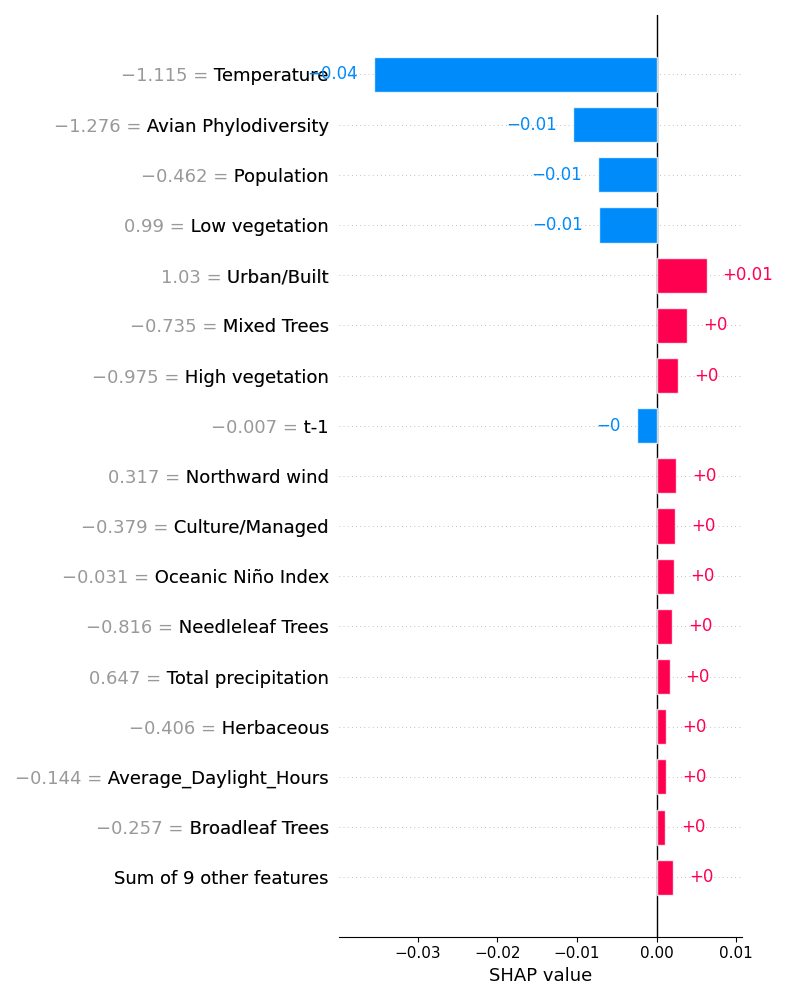 −1.115 = Temperature −0.04
−1.276 = Avian Phylodiversity −0.01
−0.462 = Population −0.01
0.99 = Low vegetation −0.01
1.03 = Urban/Built +0.01
−0.735 = Mixed Trees +0
−0.975 = High vegetation +0
−0.007 = t-1 −0
0.317 = Northward wind +0
−0.379 = Culture/Managed +0
−0.031 = Oceanic Niño Index +0
−0.816 = Needleleaf Trees +0
0.647 = Total precipitation +0
−0.406 = Herbaceous +0
−0.144 = Average_Daylight_Hours +0
−0.257 = Broadleaf Trees +0
Sum of 9 other features +0
−0.03 −0.02 −0.01 0.00 0.01
SHAP value